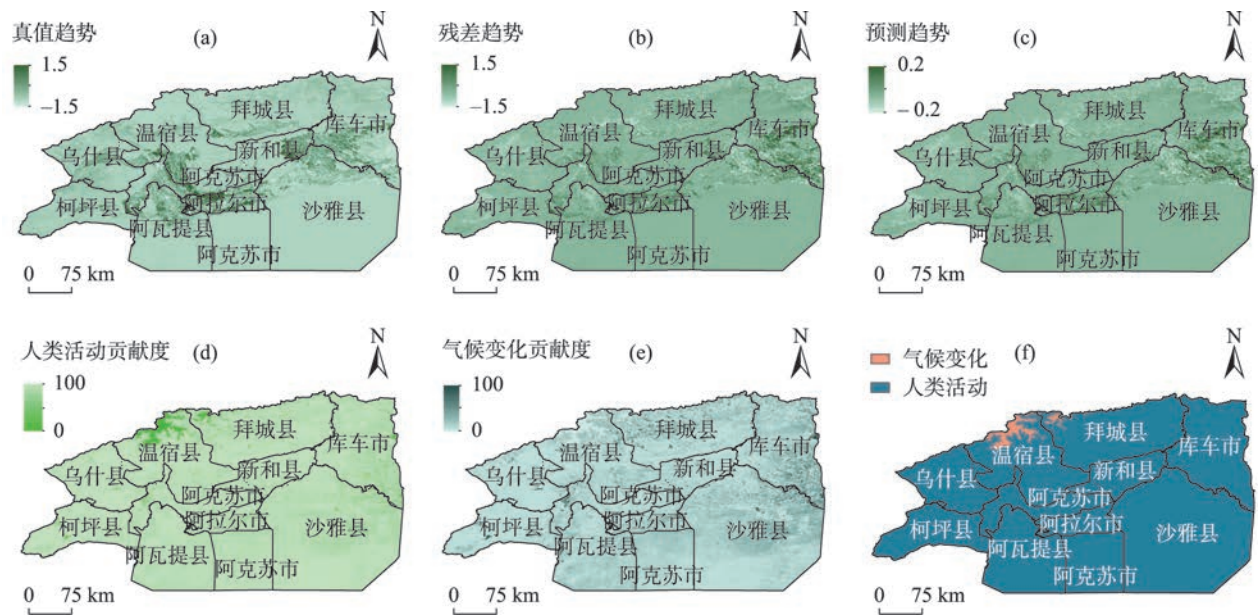 真值趋势
(a)
N
1.5
−1.5
拜城县
温宿县
库车市
乌什县
新和县
阿克苏市
柯坪县
阿拉尔市
沙雅县
阿瓦提县
阿克苏市
0 75 km
残差趋势
(b)
N
1.5
−1.5
拜城县
温宿县
库车市
乌什县
新和县
阿克苏市
柯坪县
阿拉尔市
沙雅县
阿瓦提县
阿克苏市
0 75 km
预测趋势
(c)
N
0.2
−0.2
拜城县
温宿县
库车市
乌什县
新和县
阿克苏市
柯坪县
阿拉尔市
沙雅县
阿瓦提县
阿克苏市
0 75 km
人类活动贡献度
(d)
N
100
0
拜城县
温宿县
库车市
乌什县
新和县
阿克苏市
柯坪县
阿拉尔市
沙雅县
阿瓦提县
阿克苏市
0 75 km
气候变化贡献度
(e)
N
100
0
拜城县
温宿县
库车市
乌什县
新和县
阿克苏市
柯坪县
阿拉尔市
沙雅县
阿瓦提县
阿克苏市
0 75 km
气候变化
(f)
N
人类活动
拜城县
温宿县
库车市
乌什县
新和县
阿克苏市
柯坪县
阿拉尔市
沙雅县
阿瓦提县
阿克苏市
0 75 km